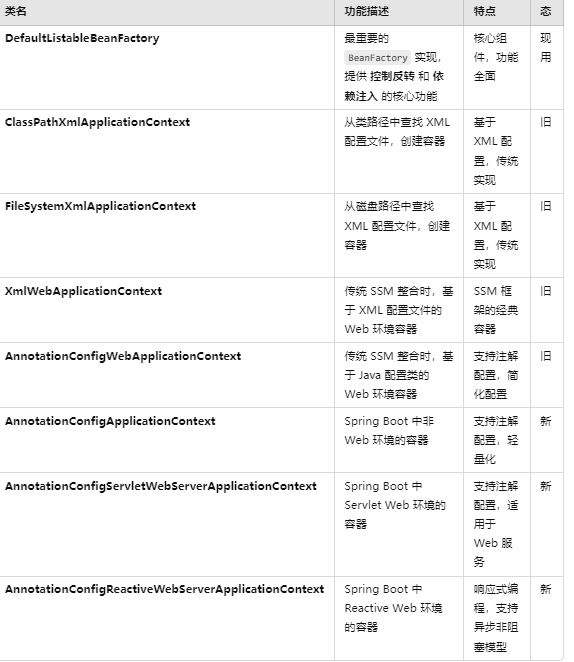 类名 功能描述 特点 态
DefaultListableBeanFactory 最重要的 核心组 现
BeanFactory 实现， 件，功能 用
提供 控制反转 和 依 全面
赖注入 的核心功能
ClassPathXmlApplicationContext 从类路径中查找 XML 基于 旧
配置文件，创建容器 XML 配
置，传统
实现
FileSystemXmlApplicationContext 从磁盘路径中查找 基于 旧
XML 配置文件，创建 XML 配
容器 置，传统
实现
XmlWebApplicationContext 传统 SSM 整合时，基 SSM 框 旧
于 XML 配置文件的 架的经典
Web 环境容器 容器
AnnotationConfigWebApplicationContext 传统 SSM 整合时，基 支持注解 旧
于 Java 配置类的 配置，简
Web 环境容器 化配置
AnnotationConfigApplicationContext Spring Boot 中非 支持注解 新
Web 环境的容器 配置，轻
量化
AnnotationConfigServletWebServerApplicationContext Spring Boot 中 支持注解 新
Servlet Web 环境的 配置，适
容器 用于
Web 服
务
AnnotationConfigReactiveWebServerApplicationContext Spring Boot 中 响应式编 新
Reactive Web 环境 程，支持
的容器 异步非阻
塞模型